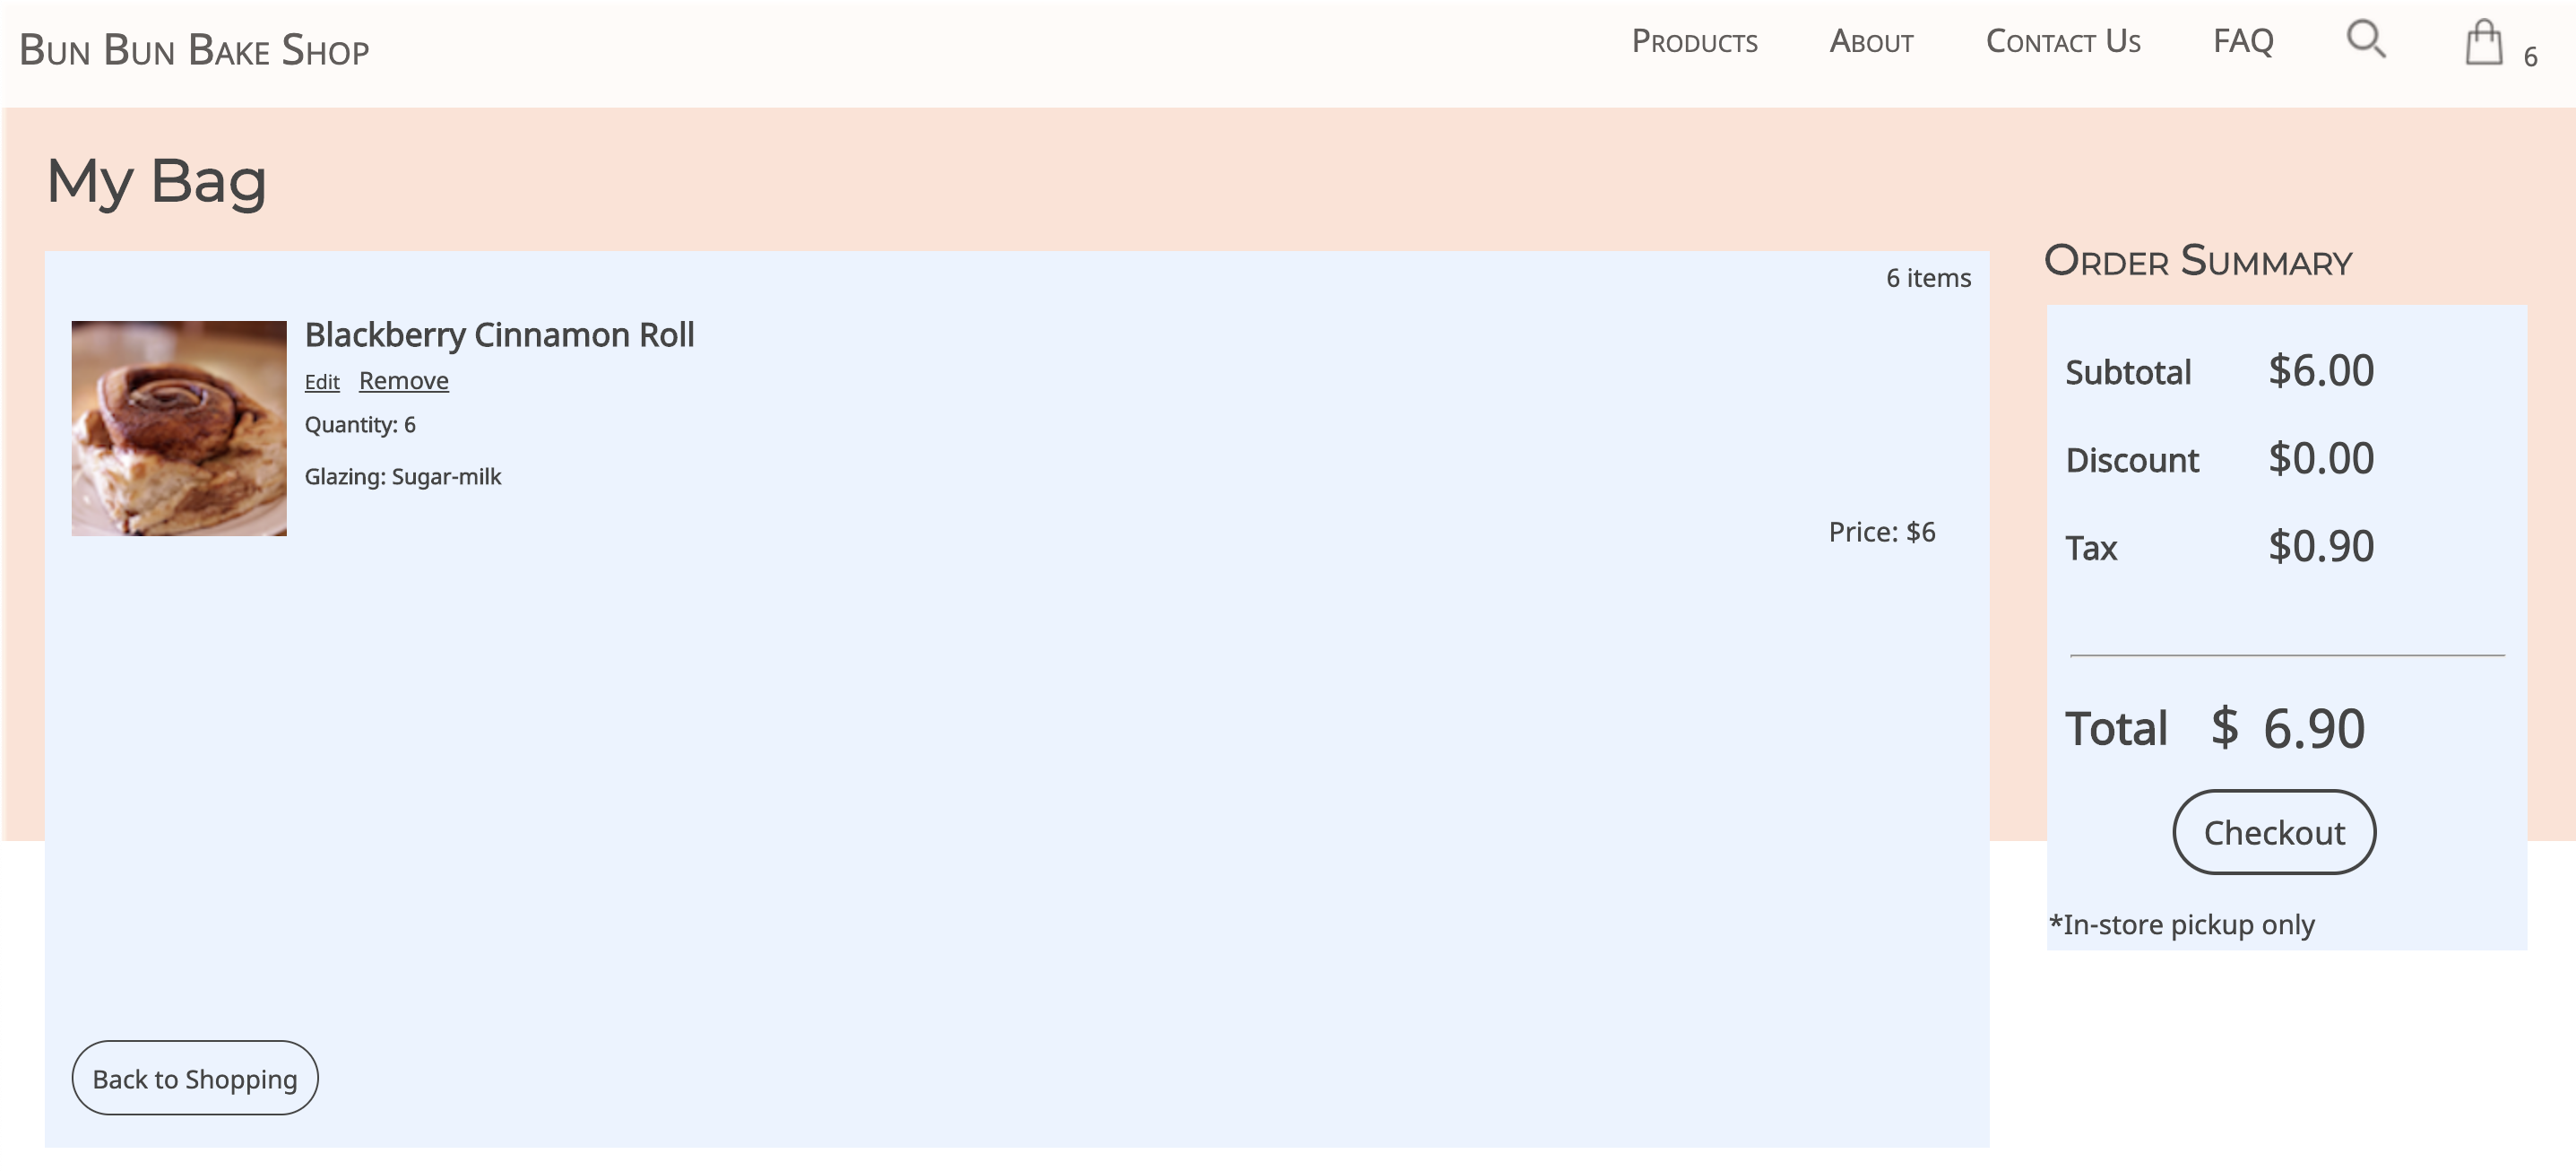 Bun Bun Bake Shop
Products About Contact Us FAQ 6
My Bag
6 items
Blackberry Cinnamon Roll
Edit Remove
Quantity: 6
Glazing: Sugar-milk
Price: $6
Back to Shopping
Order Summary
Subtotal $6.00
Discount $0.00
Tax $0.90
Total $ 6.90
Checkout
*In-store pickup only